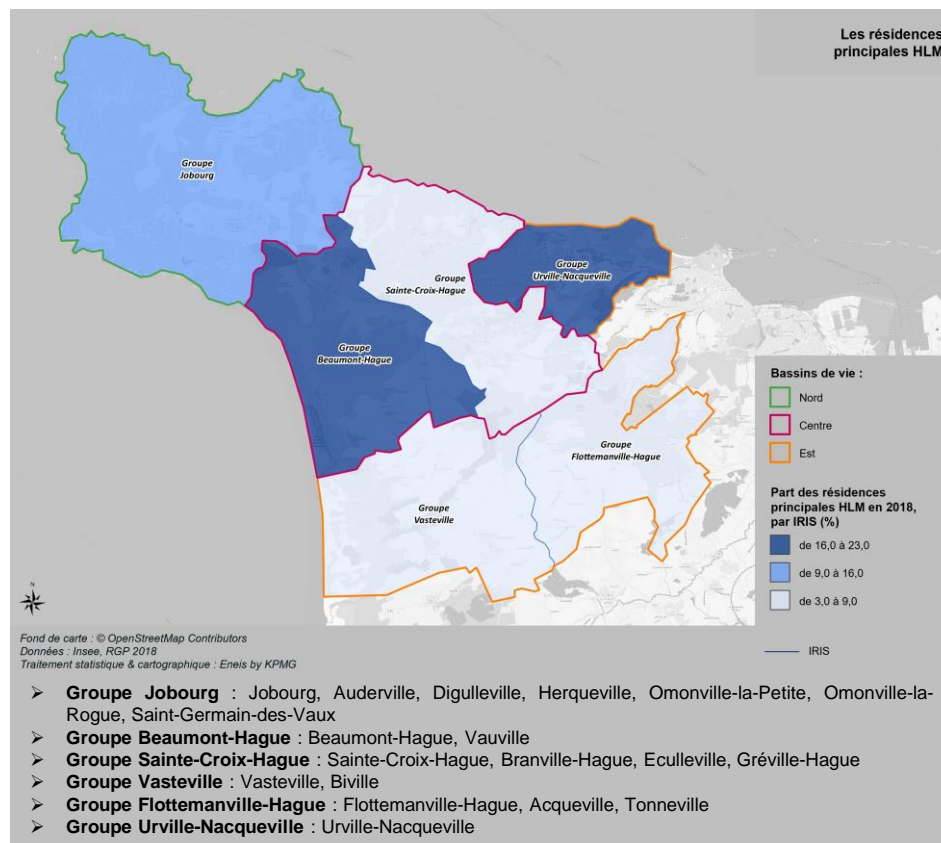 Les résidences
principales HLM
Groupe
Jobourg
Groupe
Urville-Nacqueville
Groupe
Sainte-Croix-Hague
Groupe
Beaumont-Hague
Groupe
Flottemanville-Hague
Groupe
Vasteville
Bassins de vie :
Nord
Centre
Est
Part des résidences
principales HLM en 2018,
par IRIS (%)
de 16,0 à 23,0
de 9,0 à 16,0
de 3,0 à 9,0
IRIS
N
Fond de carte : © OpenStreetMap Contributors
Données : Insee, RGP 2018
Traitement statistique & cartographique : Eneis by KPMG
➢ Groupe Jobourg : Jobourg, Auderville, Digulleville, Herqueville, Omonville-la-Petite, Omonville-la-
Rogue, Saint-Germain-des-Vaux
➢ Groupe Beaumont-Hague : Beaumont-Hague, Vauville
➢ Groupe Sainte-Croix-Hague : Sainte-Croix-Hague, Branville-Hague, Eculleville, Gréville-Hague
➢ Groupe Vasteville : Vasteville, Biville
➢ Groupe Flottemanville-Hague : Flottemanville-Hague, Acqueville, Tonneville
➢ Groupe Urville-Nacqueville : Urville-Nacqueville